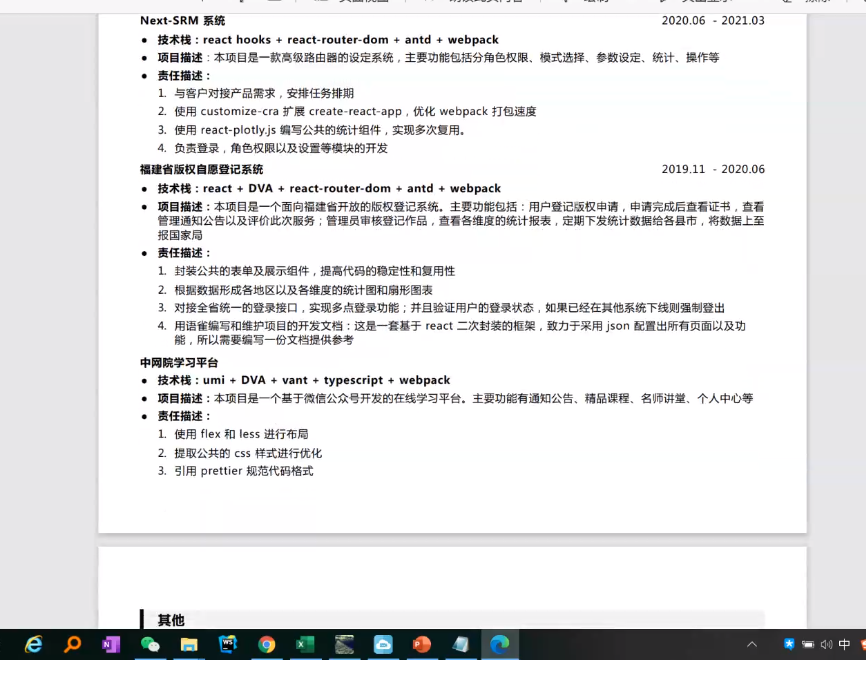 Next-SRM 系统 2020.06 - 2021.03
• 技术栈：react hooks + react-router-dom + antd + webpack
• 项目描述：本项目是一款高级路由器的设定系统，主要功能包括分角色权限、模式选择、参数设定、统计、操作等
• 责任描述：
1. 与客户对接产品需求，安排任务排期
2. 使用 customize-cra 扩展 create-react-app，优化 webpack 打包速度
3. 使用 react-plotly.js 编写公共的统计组件，实现多次复用。
4. 负责登录，角色权限以及设置等模块的开发
福建省版权自愿登记系统 2019.11 - 2020.06
• 技术栈：react + DVA + react-router-dom + antd + webpack
• 项目描述：本项目是一个面向福建省开放的版权登记系统。主要功能包括：用户登记版权申请，申请完成后查看证书，查看
管理通知公告以及评价此次服务；管理员审核登记作品，查看各维度的统计报表，定期下发统计数据给各县市，将数据上至
报国家局
• 责任描述：
1. 封装公共的表单及展示组件，提高代码的稳定性和复用性
2. 根据数据形成各地区以及各维度的统计图和扇形图表
3. 对接全省统一的登录接口，实现多点登录功能；并且验证用户的登录状态，如果已经在其他系统下线则强制登出
4. 用语雀编写和维护项目的开发文档：这是一套基于 react 二次封装的框架，致力于采用 json 配置出所有页面以及功
能，所以需要编写一份文档提供参考
中网院学习平台
• 技术栈：umi + DVA + vant + typescript + webpack
• 项目描述：本项目是一个基于微信公众号开发的在线学习平台。主要功能有通知公告、精品课程、名师讲堂、个人中心等
• 责任描述：
1. 使用 flex 和 less 进行布局
2. 提取公共的 css 样式进行优化
3. 引用 prettier 规范代码格式
其他
中